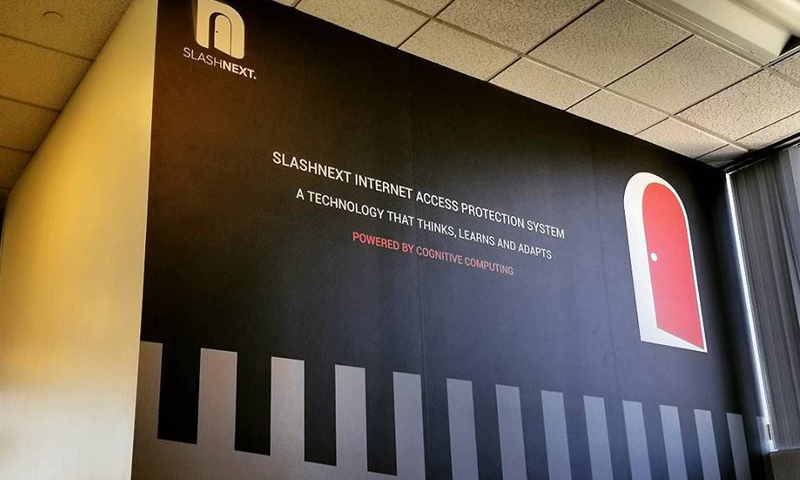 SLASHNEXT.
SLASHNEXT INTERNET ACCESS PROTECTION SYSTEM
A TECHNOLOGY THAT THINKS, LEARNS AND ADAPTS
POWERED BY COGNITIVE COMPUTING